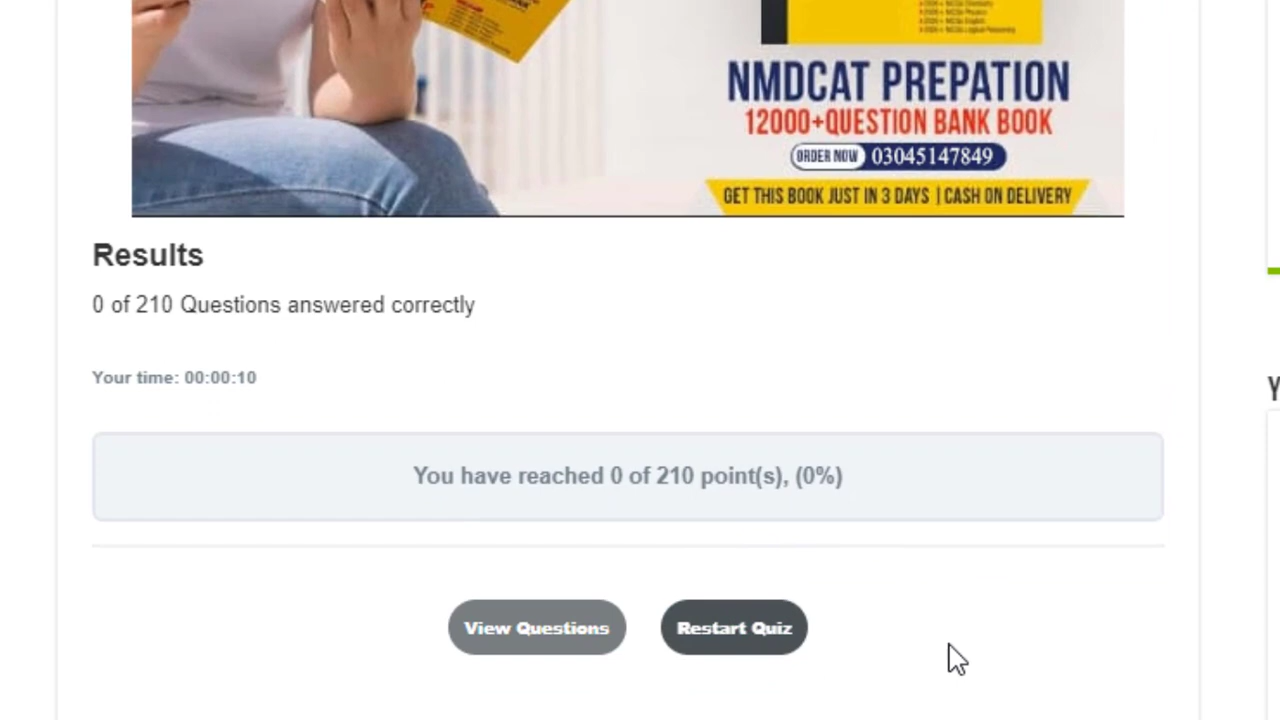 NMDCAT PREPATION
12000+QUESTION BANK BOOK
ORDER NOW 03045147849
GET THIS BOOK JUST IN 3 DAYS | CASH ON DELIVERY
Results
0 of 210 Questions answered correctly
Your time: 00:00:10
Y
You have reached 0 of 210 point(s), (0%)
View Questions Restart Quiz